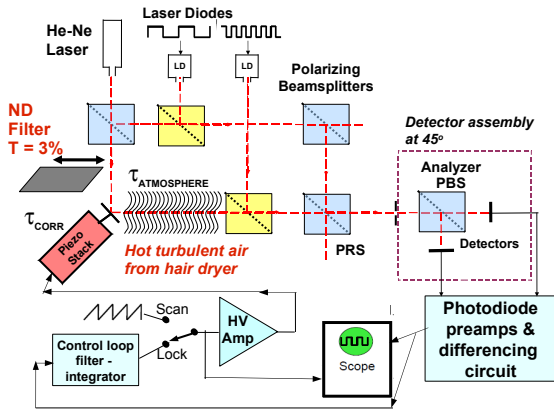 Laser Diodes
He-Ne
Laser
LD
LD
Polarizing
Beamsplitters
ND
Filter
T = 3%
Detector assembly
at 45°
Analyzer
PBS
τATMOSPHERE
τCORR
Piezo
Stack
Hot turbulent air
from hair dryer
PRS
Detectors
Scan
Lock
HV
Amp
Control loop
filter -
integrator
Scope
Photodiode
preamps &
differencing
circuit